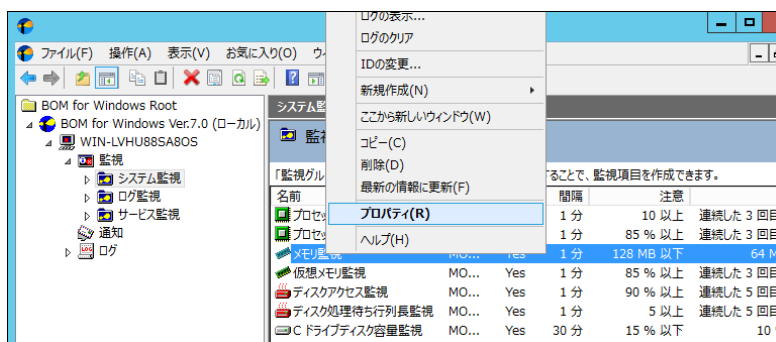 ログの表示...
ログのクリア
IDの変更...
新規作成(N)
ここから新しいウィンドウ(W)
コピー(C)
削除(D)
最新の情報に更新(F)
プロパティ(R)
ヘルプ(H)
ファイル(F) 操作(A) 表示(V) お気に入り(O) ウ
BOM for Windows Root
BOM for Windows Ver.7.0 (ローカル)
WIN-LVHU88SA8OS
監視
システム監視
ログ監視
サービス監視
通知
ログ
LOG
システム監
監
「監視グル
ることで、監視項目を作成できます。
名前 間隔 注意
プロセッ 1 分 10 以上 連続した 3 回目
プロセッ 1 分 85 % 以上 連続した 3 回目
メモリ監視 MO... Yes 1 分 128 MB 以下 64 M
仮想メモリ監視 MO... Yes 1 分 85 % 以上 連続した 3 回目
ディスクアクセス監視 MO... Yes 1 分 90 % 以上 連続した 5 回目
ディスク処理待ち行列長監視 MO... Yes 1 分 5 以上 連続した 5 回目
C ドライブディスク容量監視 MO... Yes 30 分 15 % 以下 10